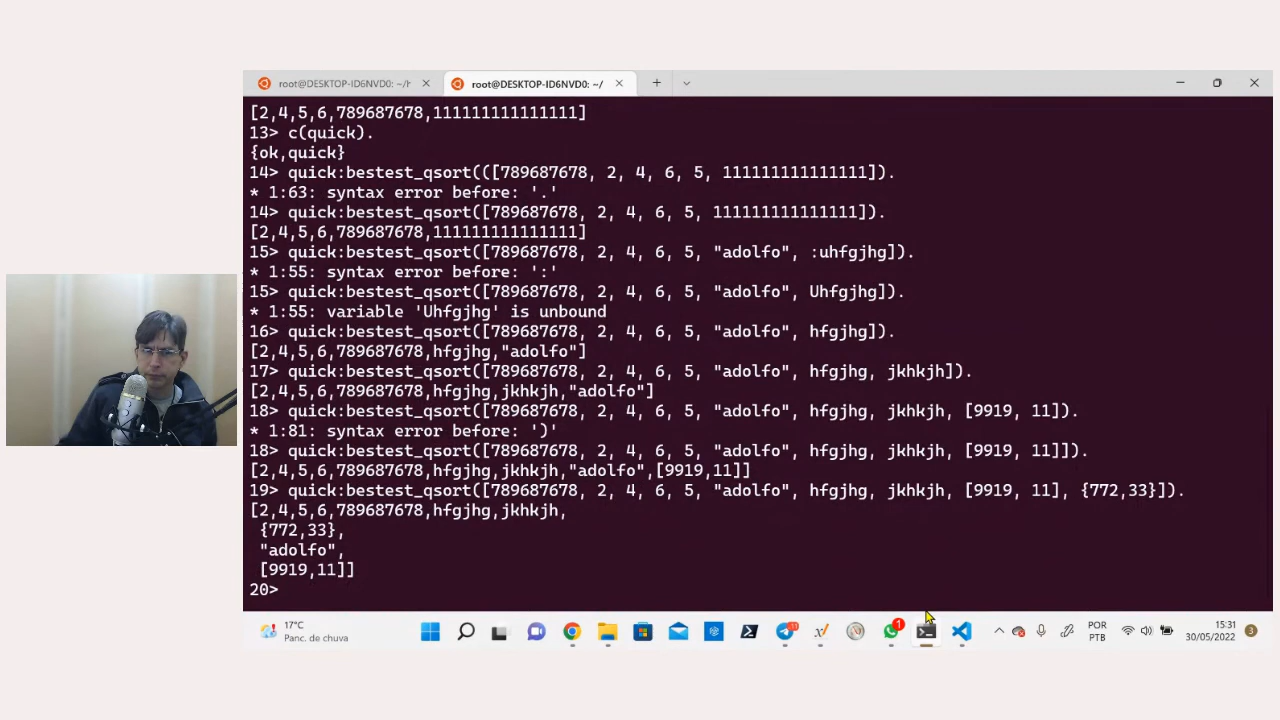 root@DESKTOP-ID6NVD0: ~/h
root@DESKTOP-ID6NVD0: ~/
[2,4,5,6,789687678,111111111111111]
13> c(quick).
{ok,quick}
14> quick:bestest_qsort(([789687678, 2, 4, 6, 5, 111111111111111]).
* 1:63: syntax error before: '.'
14> quick:bestest_qsort([789687678, 2, 4, 6, 5, 111111111111111]).
[2,4,5,6,789687678,111111111111111]
15> quick:bestest_qsort([789687678, 2, 4, 6, 5, "adolfo", :uhfgjhg]).
* 1:55: syntax error before: ':'
15> quick:bestest_qsort([789687678, 2, 4, 6, 5, "adolfo", Uhfgjhg]).
* 1:55: variable 'Uhfgjhg' is unbound
16> quick:bestest_qsort([789687678, 2, 4, 6, 5, "adolfo", hfgjhg]).
[2,4,5,6,789687678,hfgjhg,"adolfo"]
17> quick:bestest_qsort([789687678, 2, 4, 6, 5, "adolfo", hfgjhg, jkhkjh]).
[2,4,5,6,789687678,hfgjhg,jkhkjh,"adolfo"]
18> quick:bestest_qsort([789687678, 2, 4, 6, 5, "adolfo", hfgjhg, jkhkjh, [9919, 11]).
* 1:81: syntax error before: ')'
18> quick:bestest_qsort([789687678, 2, 4, 6, 5, "adolfo", hfgjhg, jkhkjh, [9919, 11]]).
[2,4,5,6,789687678,hfgjhg,jkhkjh,"adolfo",[9919,11]]
19> quick:bestest_qsort([789687678, 2, 4, 6, 5, "adolfo", hfgjhg, jkhkjh, [9919, 11], {772,33}]).
[2,4,5,6,789687678,hfgjhg,jkhkjh,
{772,33},
"adolfo",
[9919,11]]
20>
17°C
Panc. de chuva
1
POR
PTB
15:31
30/05/2022
3